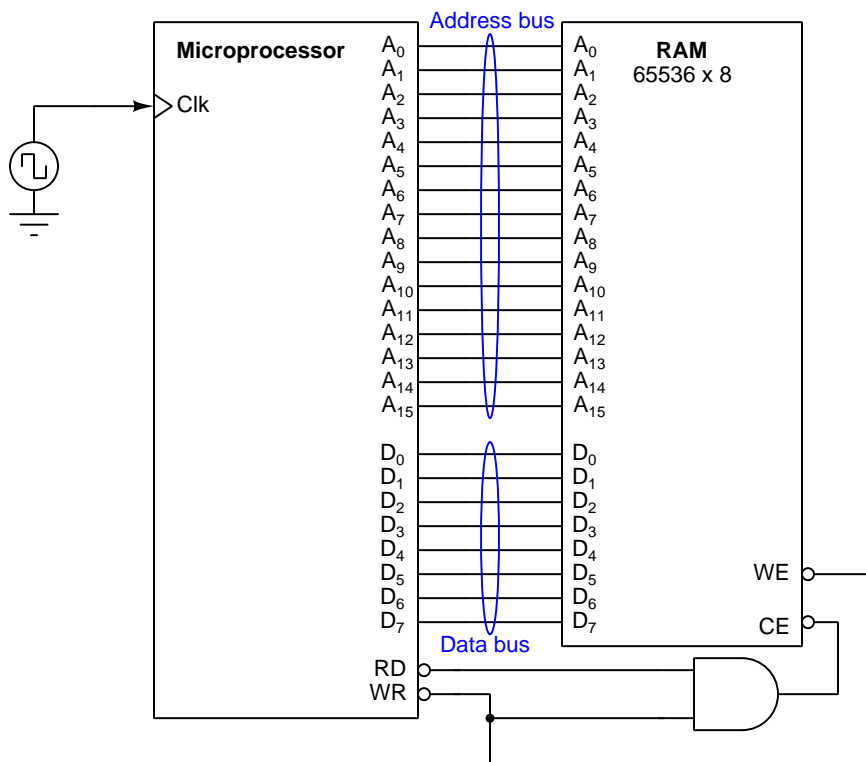 Address bus
Microprocessor
RAM
65536 x 8
Clk
A0 A0
A1 A1
A2 A2
A3 A3
A4 A4
A5 A5
A6 A6
A7 A7
A8 A8
A9 A9
A10 A10
A11 A11
A12 A12
A13 A13
A14 A14
A15 A15
D0 D0
D1 D1
D2 D2
D3 D3
D4 D4
D5 D5
WE
D6 D6
D7 D7
CE
Data bus
RD
WR